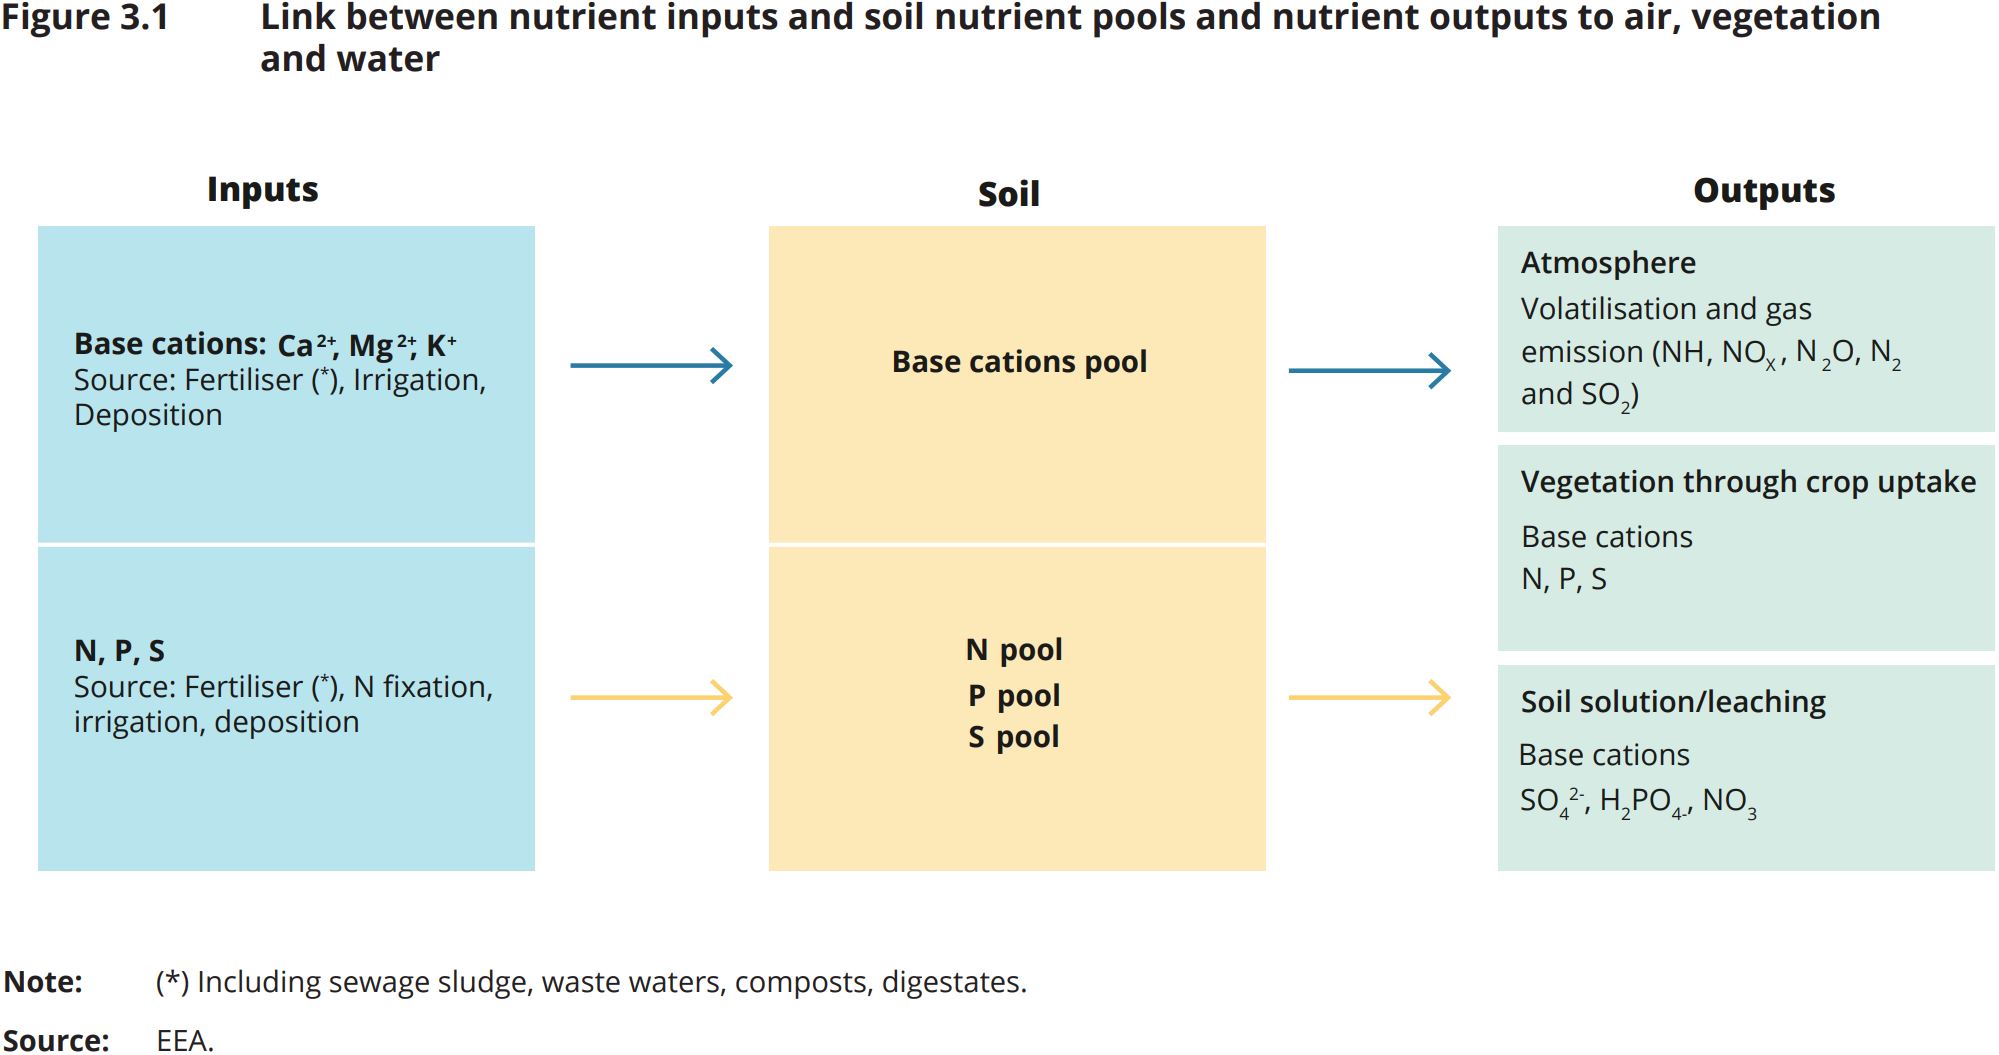 Figure 3.1 Link between nutrient inputs and soil nutrient pools and nutrient outputs to air, vegetation
and water
Inputs
Base cations: Ca²⁺, Mg²⁺, K⁺
Source: Fertiliser (*), Irrigation,
Deposition
N, P, S
Source: Fertiliser (*), N fixation,
irrigation, deposition
Soil
Base cations pool
N pool
P pool
S pool
Outputs
Atmosphere
Volatilisation and gas
emission (NH, NOₓ, N₂O, N₂
and SO₂)
Vegetation through crop uptake
Base cations
N, P, S
Soil solution/leaching
Base cations
SO₄²⁻, H₂PO₄₋, NO₃
Note: (*) Including sewage sludge, waste waters, composts, digestates.
Source: EEA.